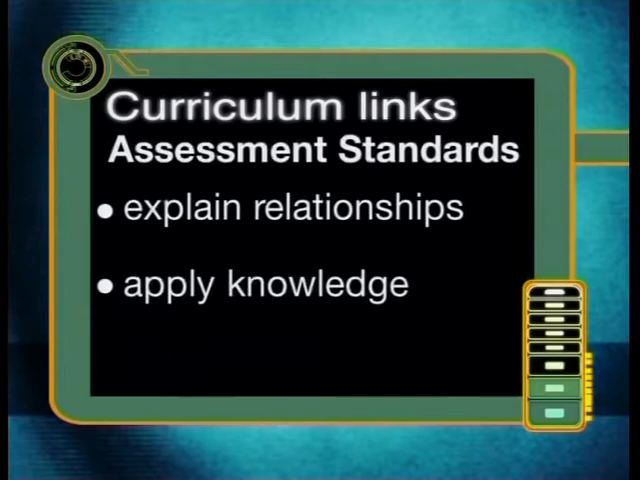 Curriculum links
Assessment Standards
• explain relationships
• apply knowledge